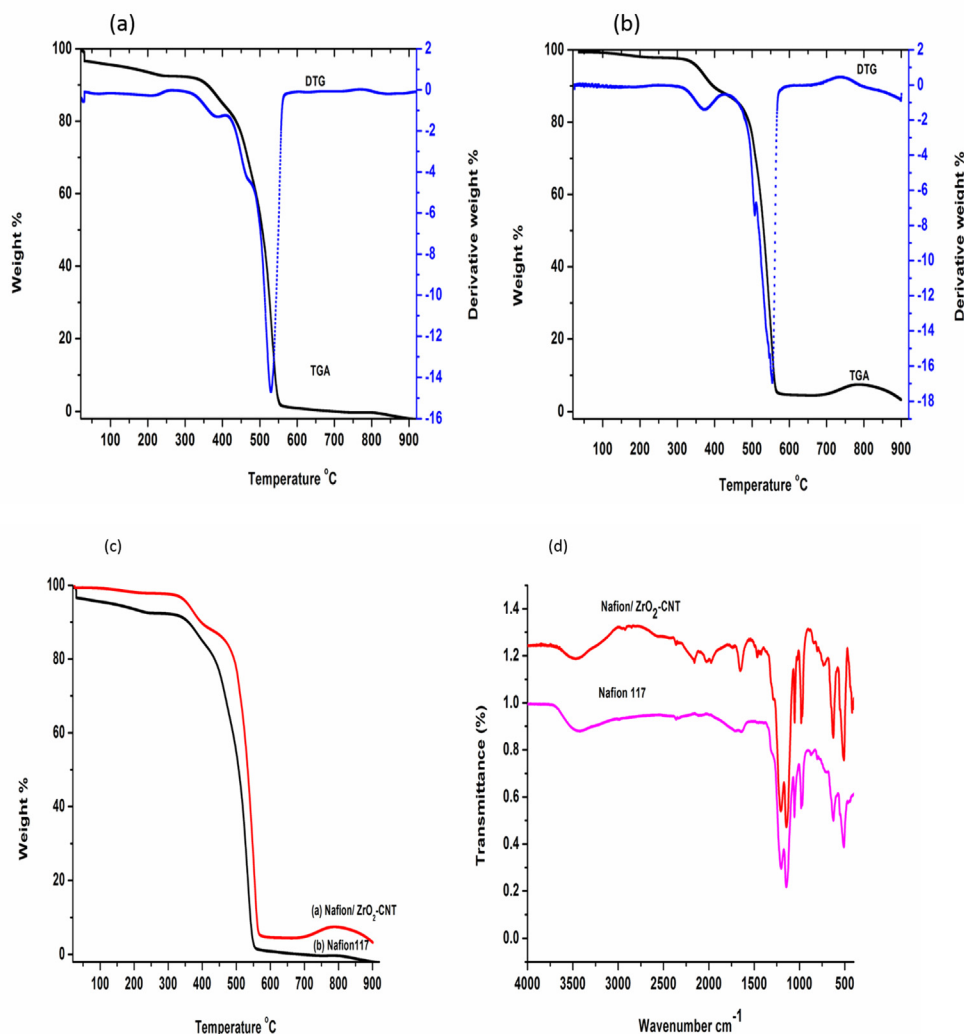 (a)
100
80
60
40
20
0
Weight %
2
0
-2
-4
-6
-8
-10
-12
-14
-16
Derivative weight %
DTG
TGA
100 200 300 400 500 600 700 800 900
Temperature °C
(b)
100
80
60
40
20
0
Weight %
2
0
-2
-4
-6
-8
-10
-12
-14
-16
-18
Derivative weight %
DTG
TGA
100 200 300 400 500 600 700 800 900
Temperature °C
(c)
100
80
60
40
20
0
Weight %
(a) Nafion/ ZrO₂-CNT
(b) Nafion117
100 200 300 400 500 600 700 800 900
Temperature °C
(d)
1.4
1.2
1.0
0.8
0.6
0.4
0.2
0.0
Transmittance (%)
Nafion/ ZrO₂-CNT
Nafion 117
4000 3500 3000 2500 2000 1500 1000 500
Wavenumber cm⁻¹